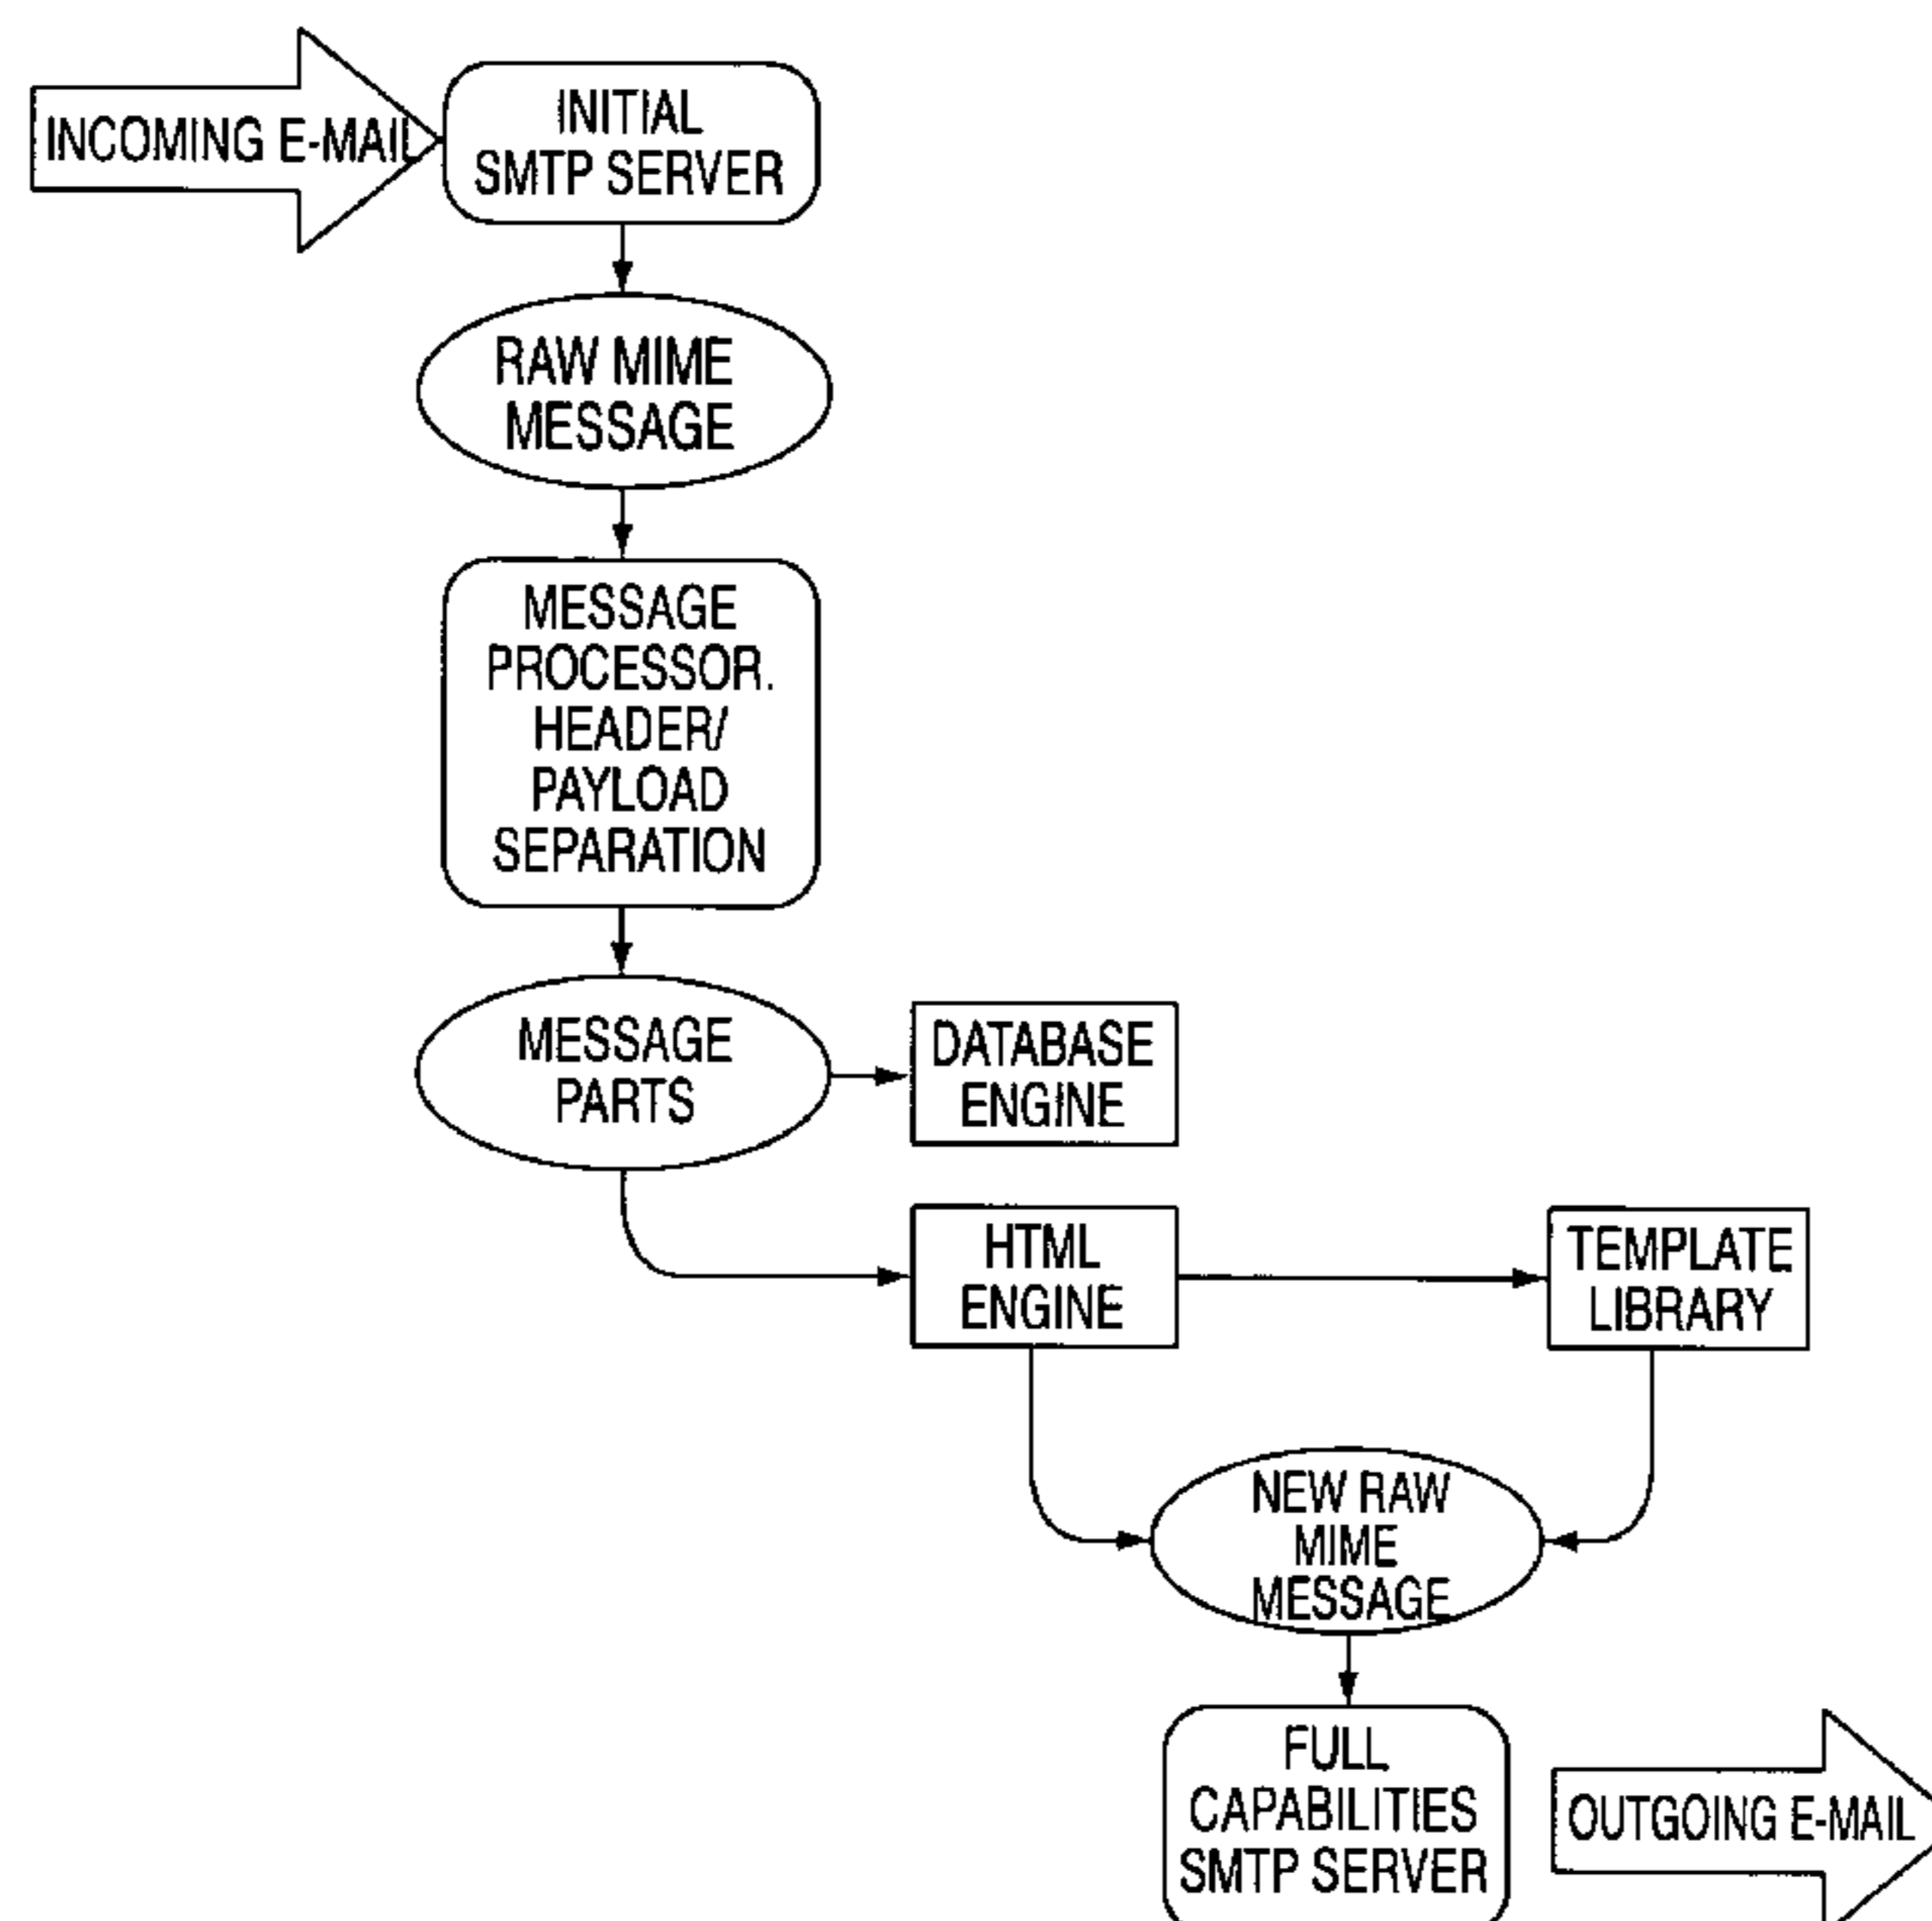 INCOMING E-MAIL
INITIAL
SMTP SERVER
RAW MIME
MESSAGE
MESSAGE
PROCESSOR.
HEADER/
PAYLOAD
SEPARATION
MESSAGE
PARTS
DATABASE
ENGINE
HTML
ENGINE
TEMPLATE
LIBRARY
NEW RAW
MIME
MESSAGE
FULL
CAPABILITIES
SMTP SERVER
OUTGOING E-MAIL